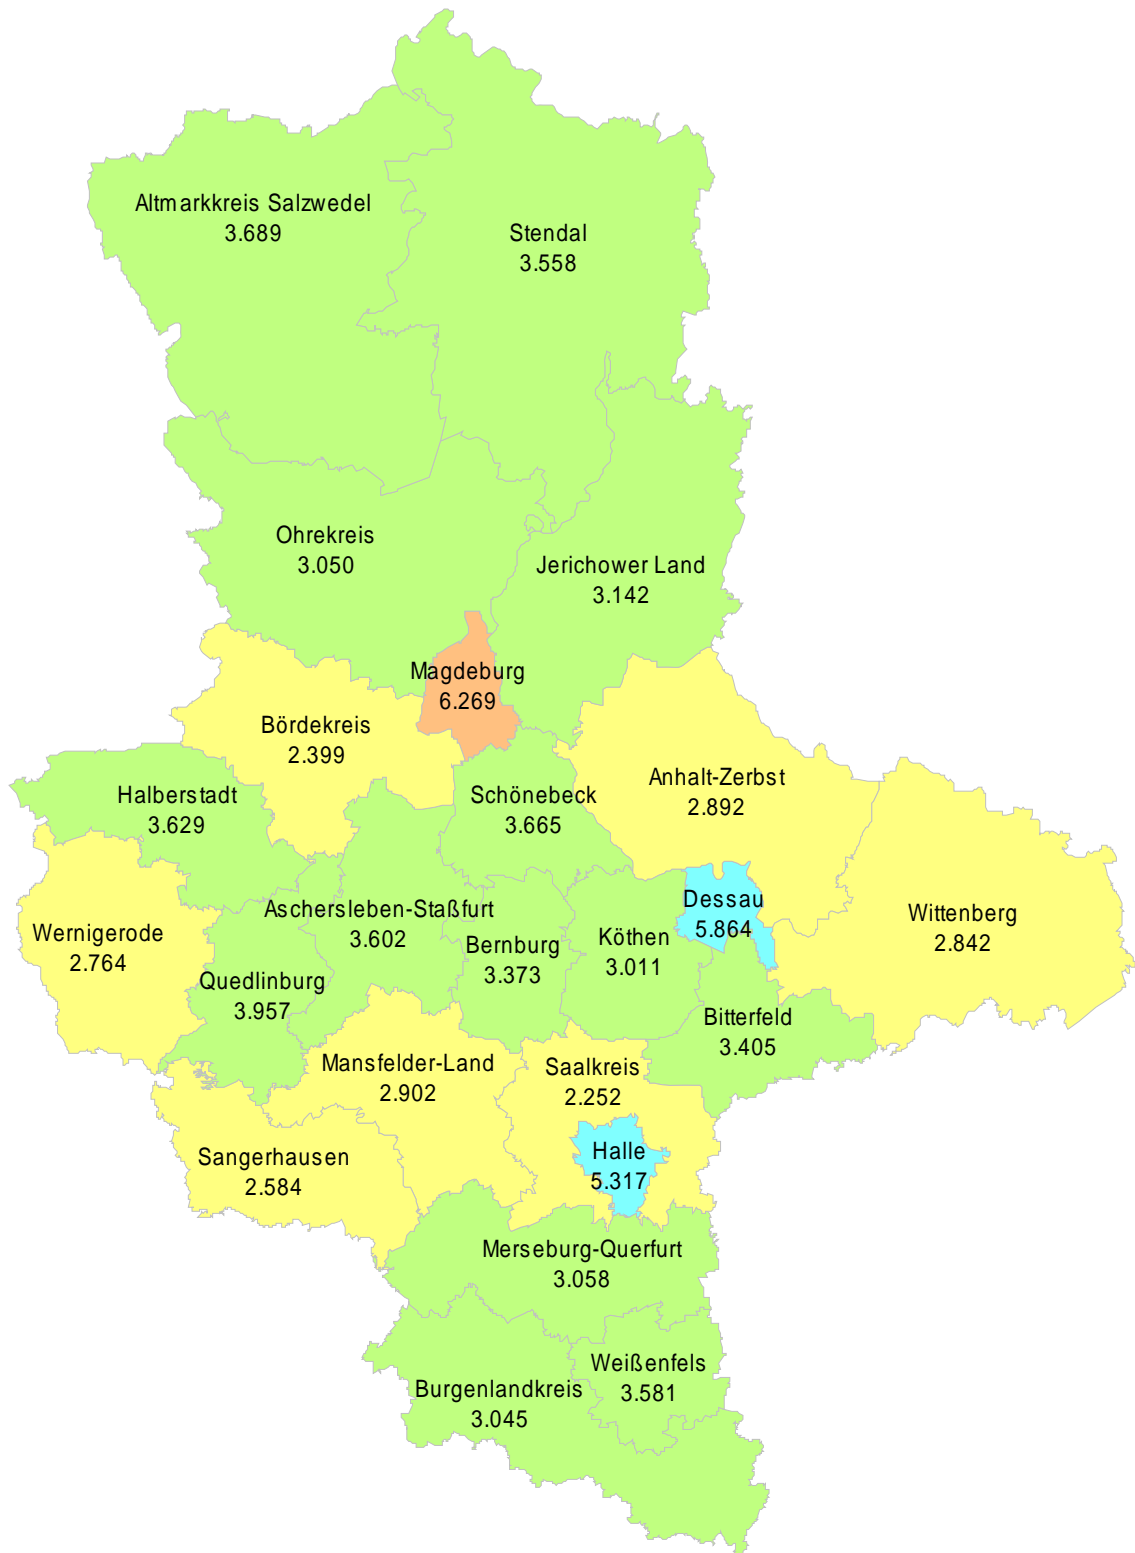 Altmarkkreis Salzwedel
3.689
Stendal
3.558
Ohrekreis
3.050
Jerichower Land
3.142
Magdeburg
6.269
Bördekreis
2.399
Anhalt-Zerbst
2.892
Halberstadt
3.629
Schönebeck
3.665
Dessau
5.864
Aschersleben-Staßfurt
3.602
Wittenberg
2.842
Wernigerode
2.764
Bernburg
3.373
Köthen
3.011
Quedlinburg
3.957
Bitterfeld
3.405
Mansfelder-Land
2.902
Saalkreis
2.252
Sangerhausen
2.584
Halle
5.317
Merseburg-Querfurt
3.058
Weißenfels
3.581
Burgenlandkreis
3.045